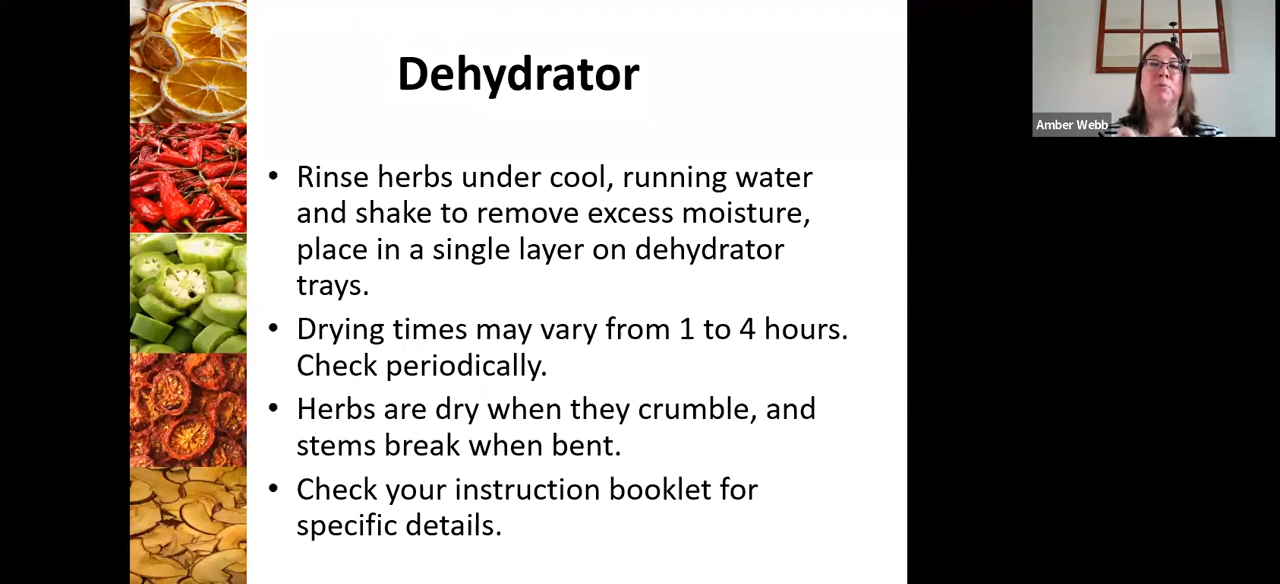 Dehydrator
Amber Webb
• Rinse herbs under cool, running water
and shake to remove excess moisture,
place in a single layer on dehydrator
trays.
• Drying times may vary from 1 to 4 hours.
Check periodically.
• Herbs are dry when they crumble, and
stems break when bent.
• Check your instruction booklet for
specific details.